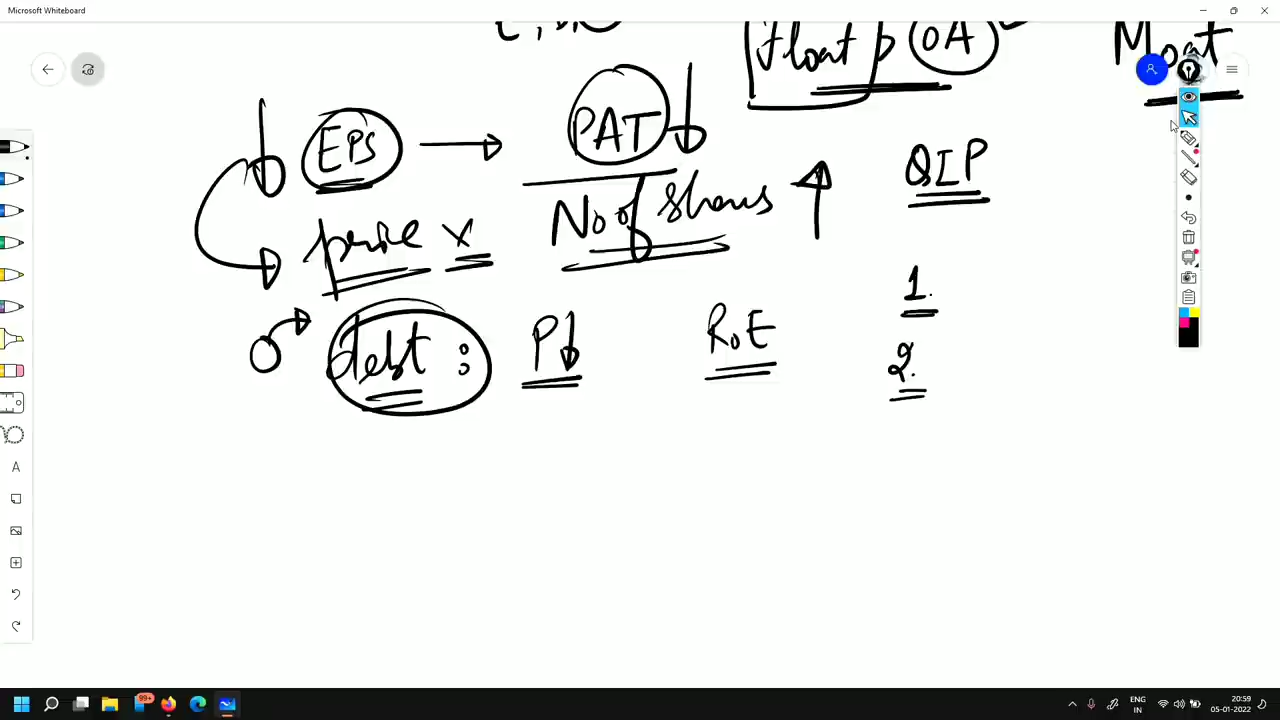 Microsoft Whiteboard
Float OA
Moat
EPS PAT
No of shares
QIP
price x
1.
debt : P RoE
2.
A
99+
ENG
IN
20:59
05-01-2022